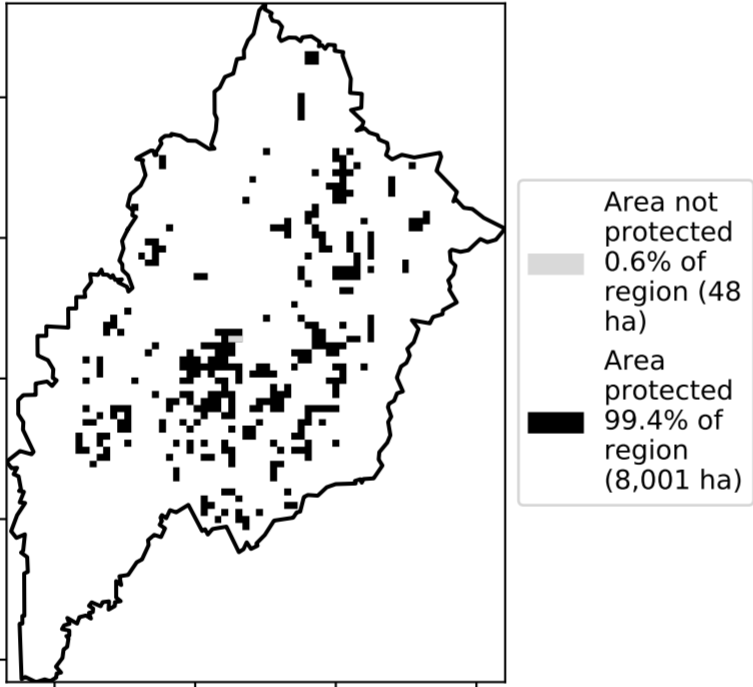 Area not
protected
0.6% of
region (48
ha)
Area
protected
99.4% of
region
(8,001 ha)